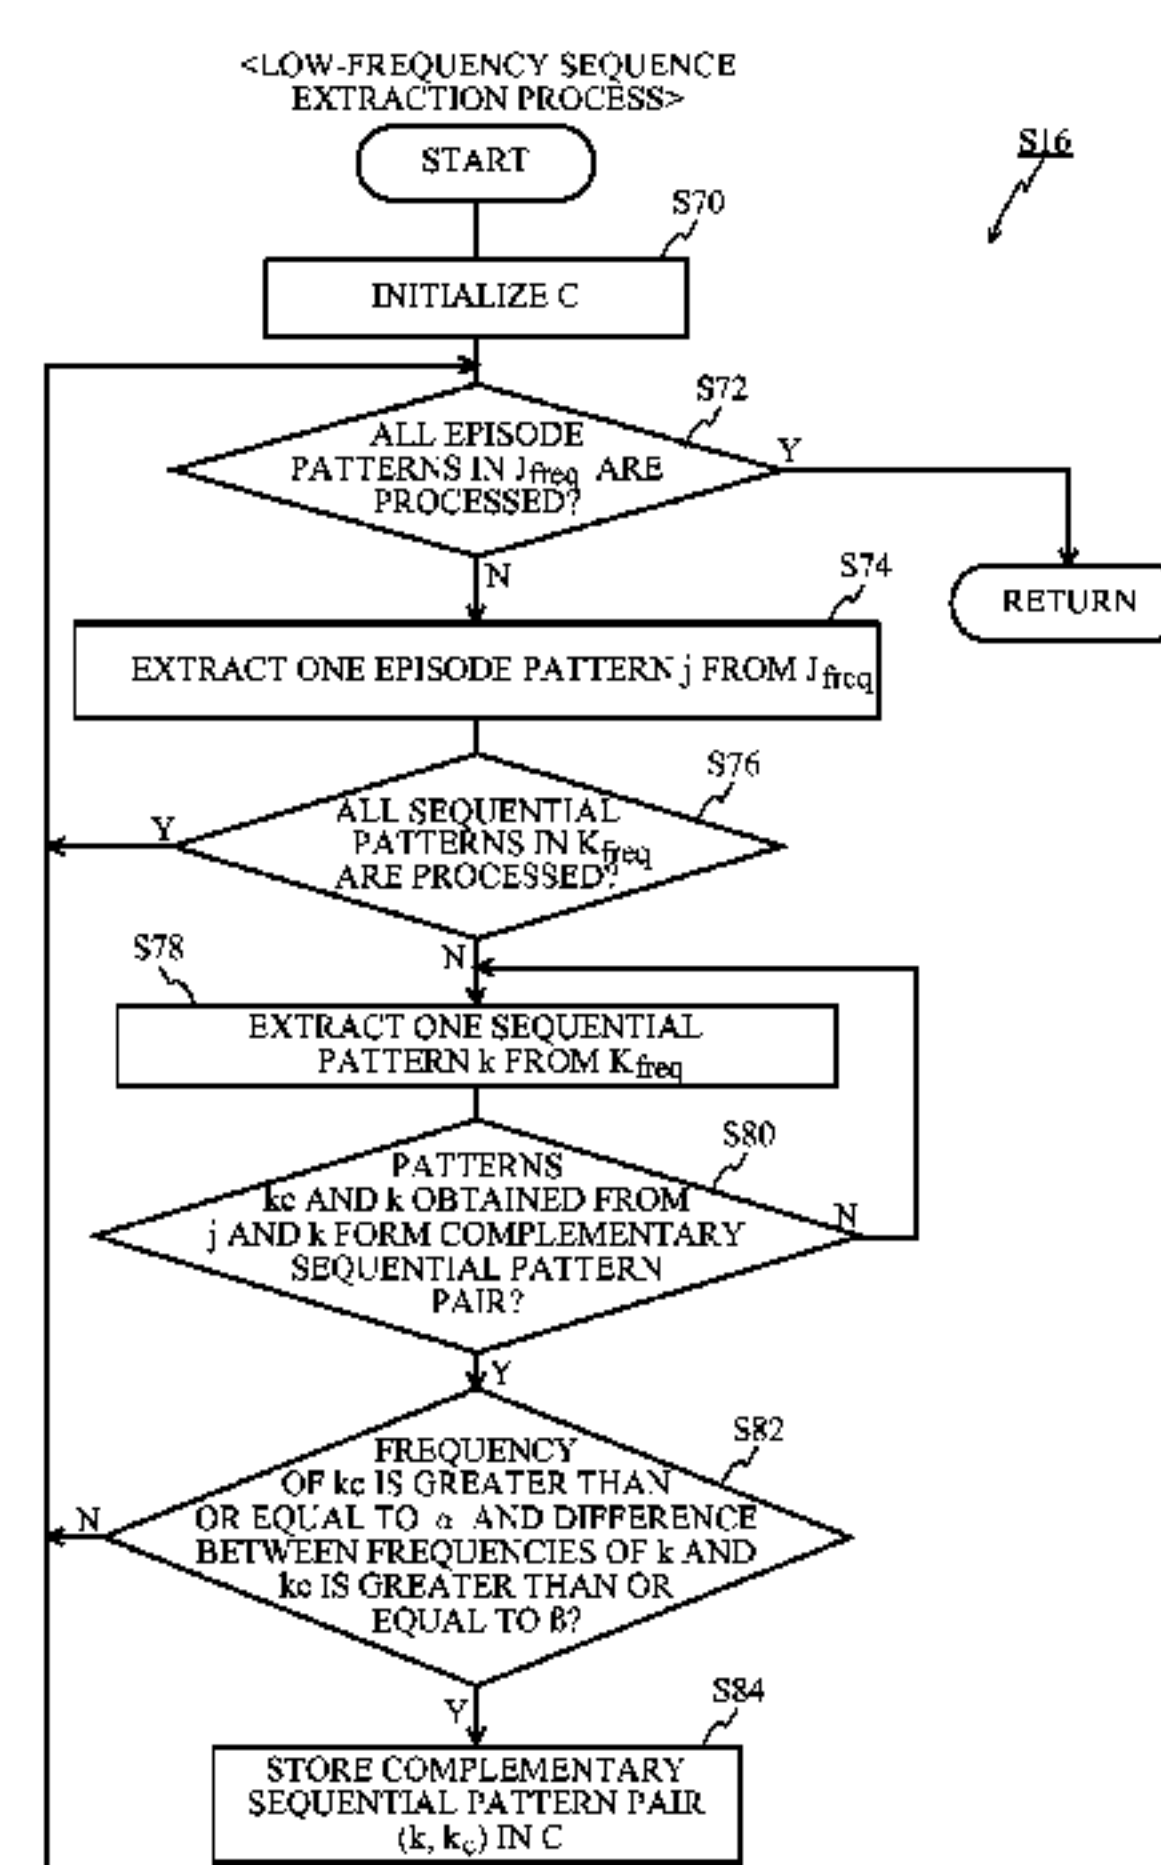 <LOW-FREQUENCY SEQUENCE
EXTRACTION PROCESS>
START
S16
S70
INITIALIZE C
S72
ALL EPISODE
PATTERNS IN Jfreq ARE
PROCESSED?
Y
N
RETURN
S74
EXTRACT ONE EPISODE PATTERN j FROM Jfreq
S76
ALL SEQUENTIAL
PATTERNS IN Kfreq
ARE PROCESSED?
Y
N
S78
EXTRACT ONE SEQUENTIAL
PATTERN k FROM Kfreq
S80
PATTERNS
kc AND k OBTAINED FROM
j AND k FORM COMPLEMENTARY
SEQUENTIAL PATTERN
PAIR?
N
Y
S82
FREQUENCY
OF kc IS GREATER THAN
OR EQUAL TO α AND DIFFERENCE
BETWEEN FREQUENCIES OF k AND
kc IS GREATER THAN OR
EQUAL TO β?
N
Y
S84
STORE COMPLEMENTARY
SEQUENTIAL PATTERN PAIR
(k, kc) IN C